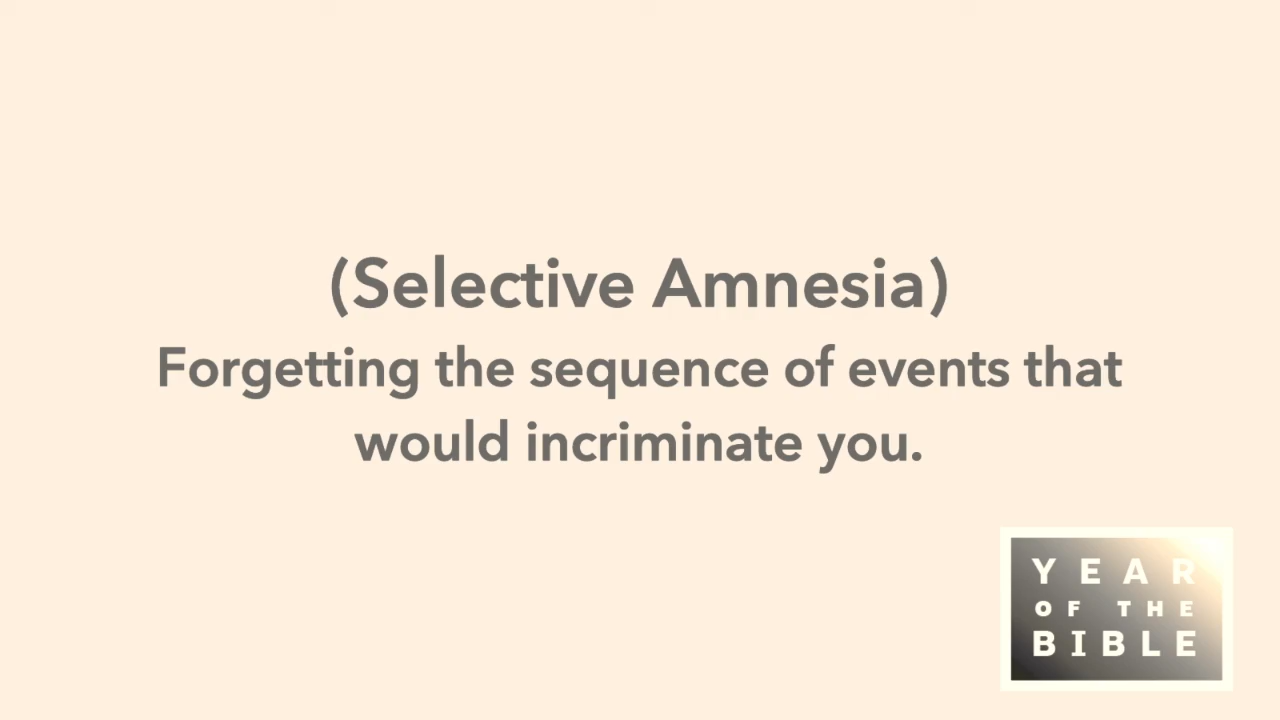 (Selective Amnesia)
Forgetting the sequence of events that
would incriminate you.
YEAR
OF THE
BIBLE